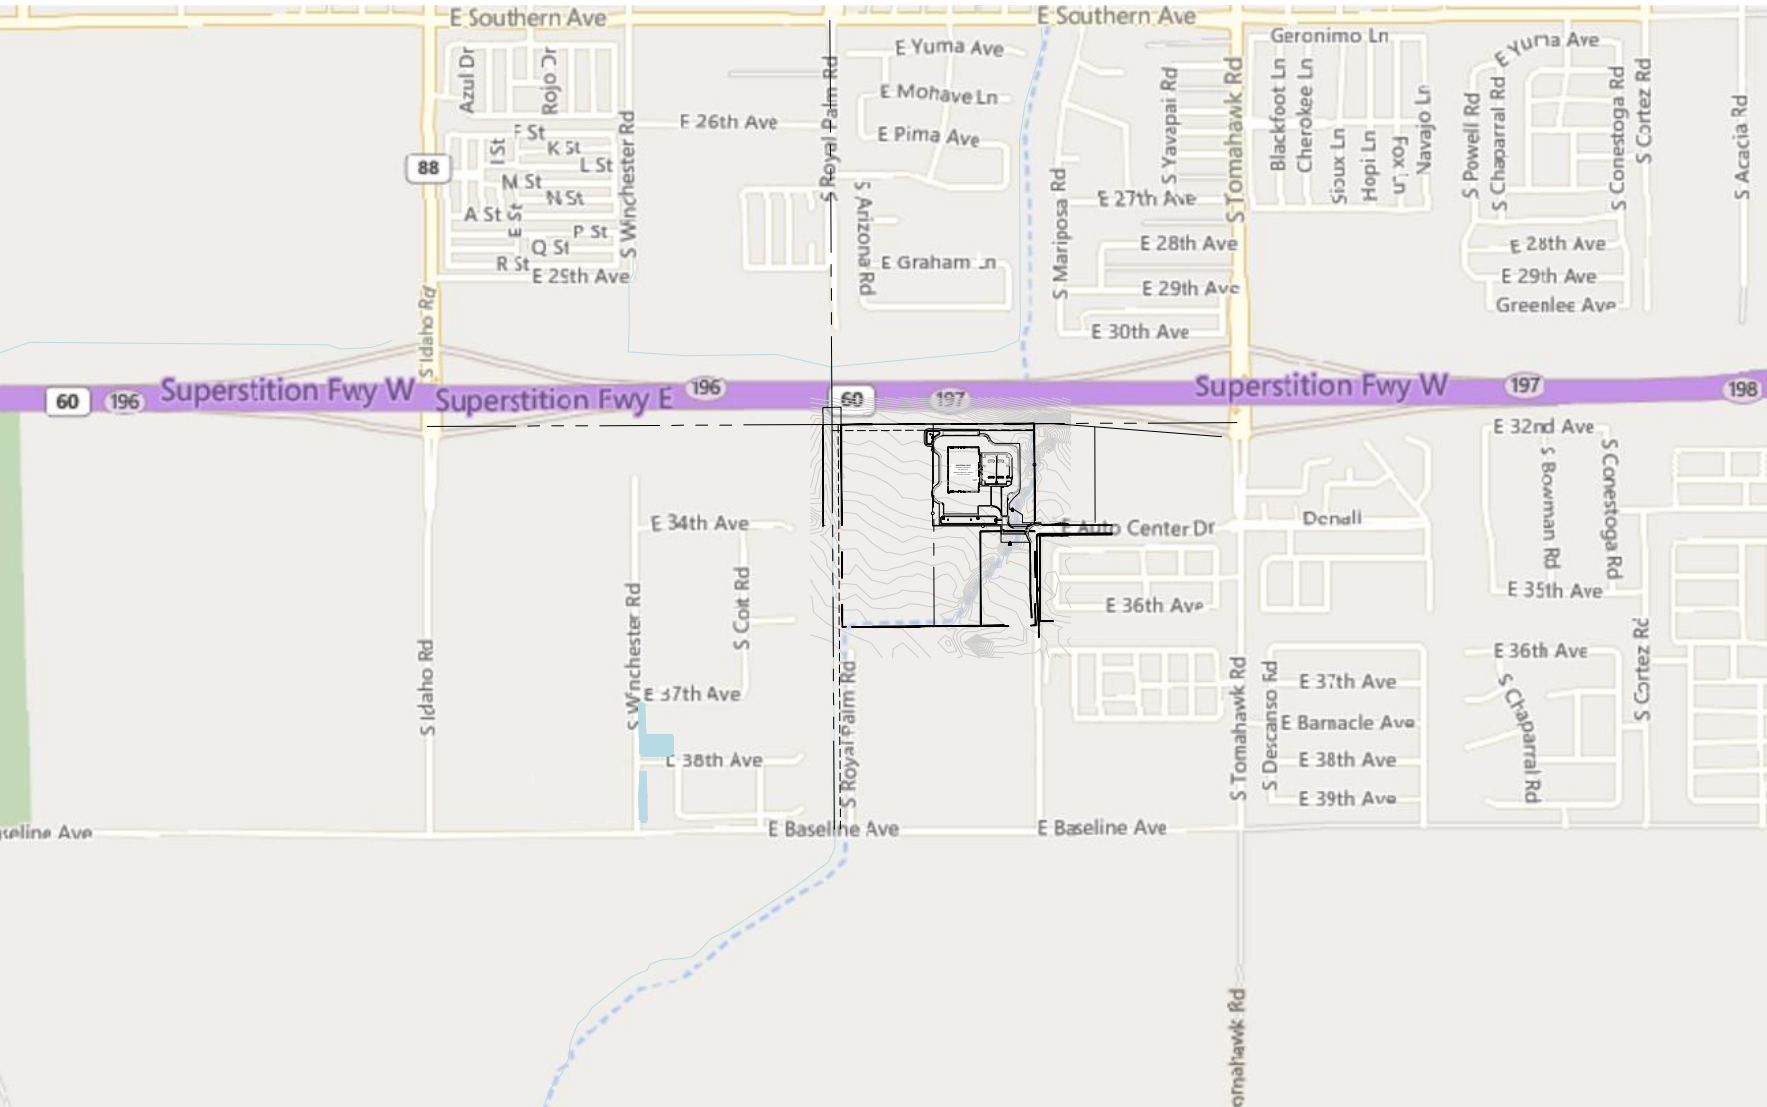 E Southern Ave
E Southern Ave
Azul Dr
Rojo Dr
S Winchester Rd
F St
I St
K St
L St
M St
N St
A St
E St
P St
Q St
R St
E 29th Ave
88
S Idaho Rd
E 26th Ave
S Royal Palm Rd
E Yuma Ave
E Mohave Ln
E Pima Ave
S Arizona Rd
E Graham Ln
S Mariposa Rd
S Yavapai Rd
E 27th Ave
E 28th Ave
E 29th Ave
E 30th Ave
S Tomahawk Rd
Geronimo Ln
Blackfoot Ln
Cherokee Ln
Sioux Ln
Hopi Ln
Fox Ln
Navajo Ln
E Yuma Ave
S Powell Rd
S Chaparral Rd
S Conestoga Rd
S Cortez Rd
S Acacia Rd
E 28th Ave
E 29th Ave
Greenlee Ave
60
196
Superstition Fwy W
Superstition Fwy E
196
60
197
Superstition Fwy W
197
198
E 32nd Ave
S Bowman Rd
S Conestoga Rd
E 34th Ave
S Coit Rd
E Auto Center Dr
Denali
E 35th Ave
S Winchester Rd
E 36th Ave
S Idaho Rd
E 37th Ave
E 38th Ave
S Royal Palm Rd
S Tomahawk Rd
S Descanso Rd
E 37th Ave
E Barnacle Ave
E 38th Ave
E 39th Ave
E 36th Ave
S Chaparral Rd
S Cortez Rd
seline Ave
E Baseline Ave
E Baseline Ave
omahawk Rd